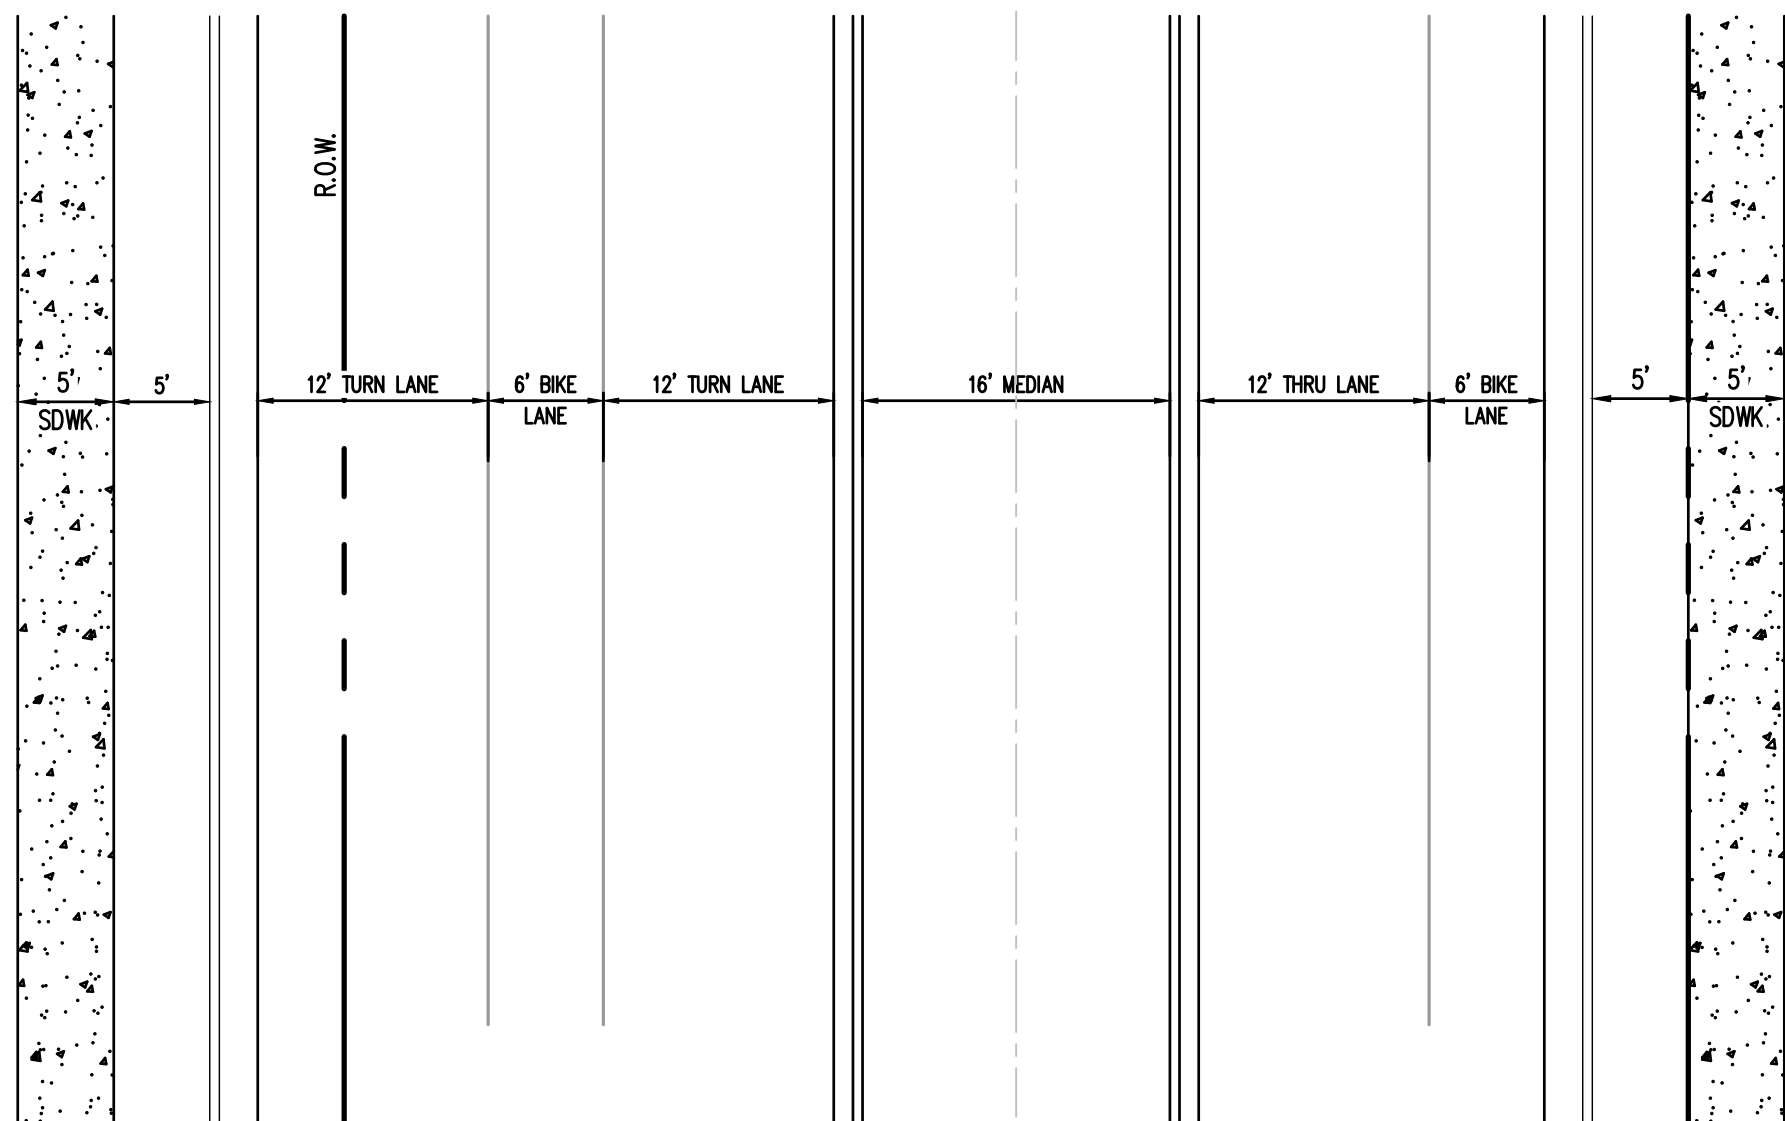 R.O.W.
5'
SDWK.
5'
12' TURN LANE
6' BIKE
LANE
12' TURN LANE
16' MEDIAN
12' THRU LANE
6' BIKE
LANE
5'
5'
SDWK.